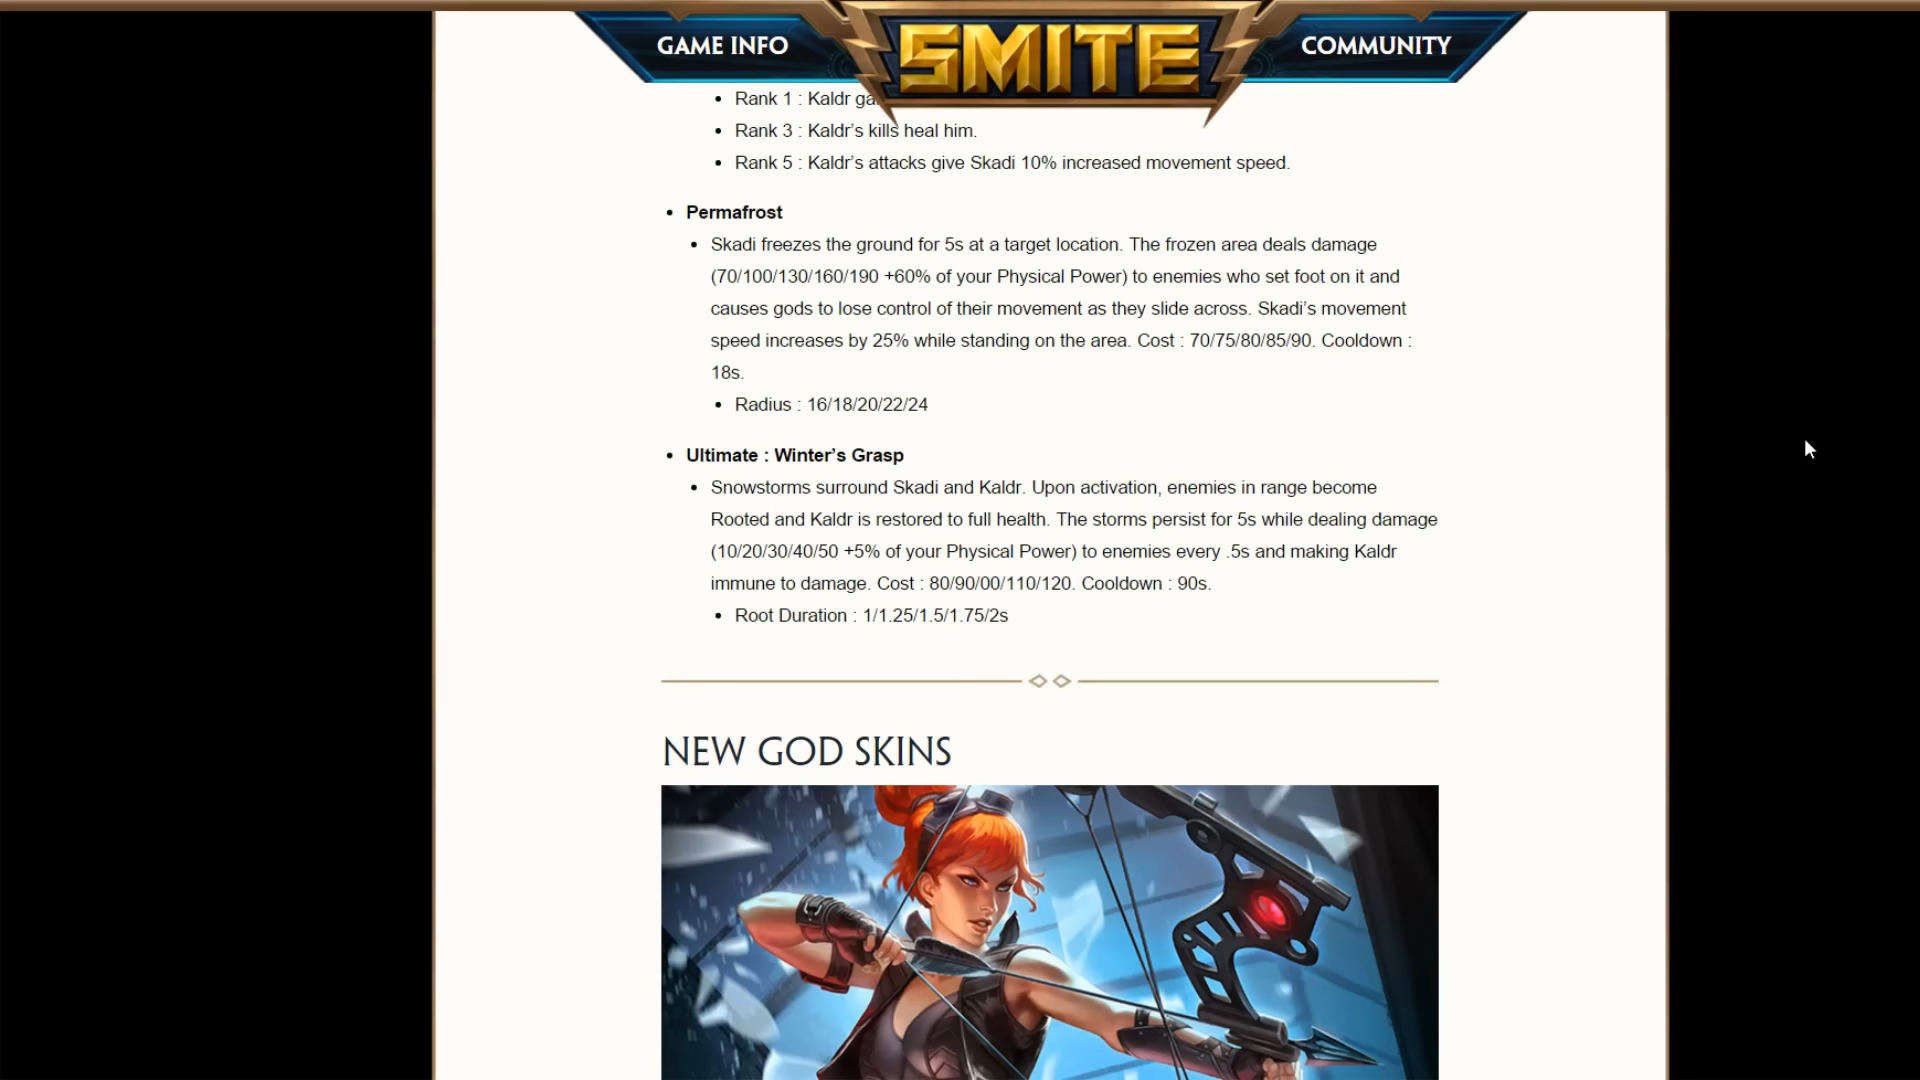 GAME INFO
SMITE
COMMUNITY
Rank 1 : Kaldr
Rank 3 : Kaldr’s kills heal him.
Rank 5 : Kaldr’s attacks give Skadi 10% increased movement speed.
Permafrost
Skadi freezes the ground for 5s at a target location. The frozen area deals damage
(70/100/130/160/190 +60% of your Physical Power) to enemies who set foot on it and
causes gods to lose control of their movement as they slide across. Skadi’s movement
speed increases by 25% while standing on the area. Cost : 70/75/80/85/90. Cooldown :
18s.
Radius : 16/18/20/22/24
Ultimate : Winter’s Grasp
Snowstorms surround Skadi and Kaldr. Upon activation, enemies in range become
Rooted and Kaldr is restored to full health. The storms persist for 5s while dealing damage
(10/20/30/40/50 +5% of your Physical Power) to enemies every .5s and making Kaldr
immune to damage. Cost : 80/90/00/110/120. Cooldown : 90s.
Root Duration : 1/1.25/1.5/1.75/2s
NEW GOD SKINS